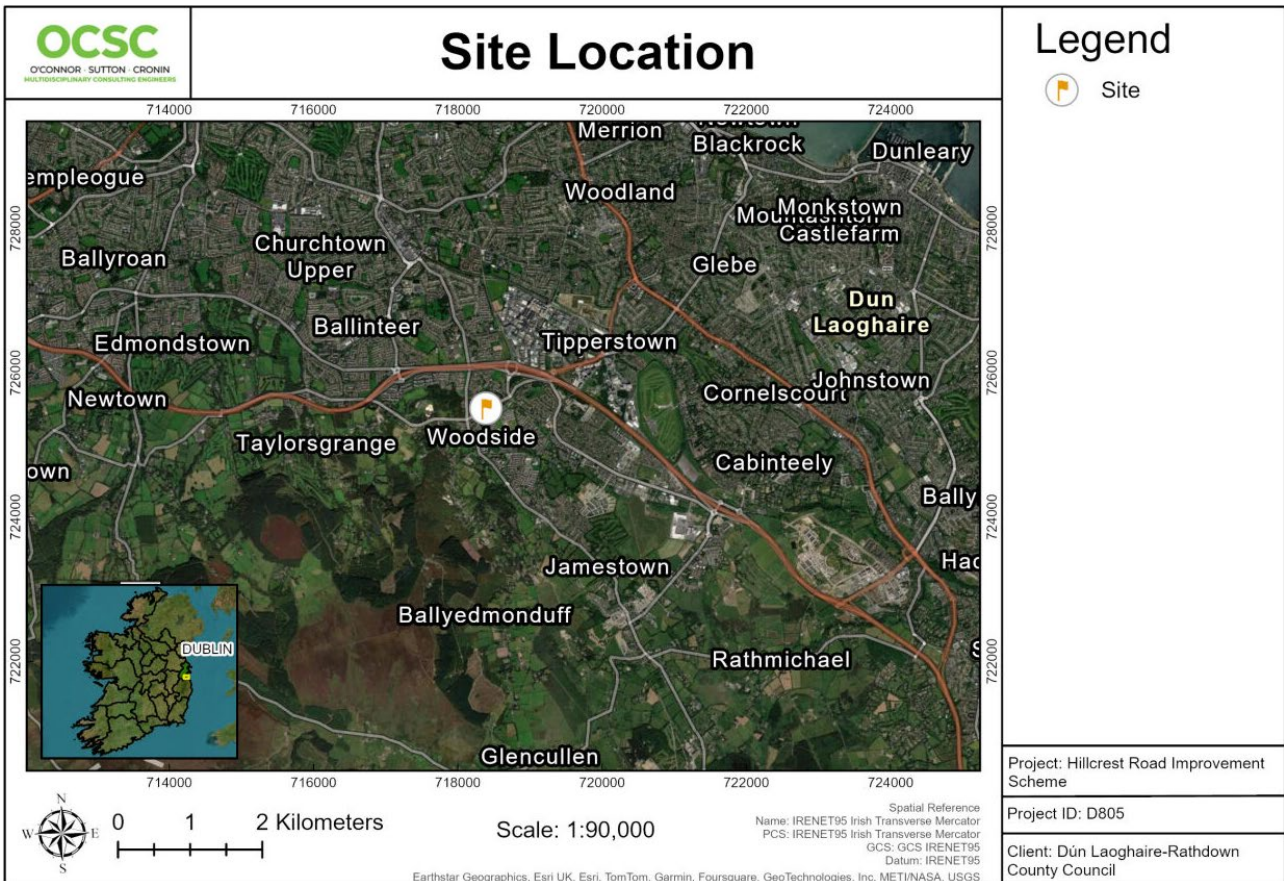 OCSC
O'CONNOR · SUTTON · CRONIN
MULTIDISCIPLINARY CONSULTING ENGINEERS
Site Location
Legend
Site
714000 716000 718000 720000 722000 724000
Merrion
Blackrock
Dunleary
empleogue
Woodland
Monkstown
Castlefarm
728000
728000
Churchtown
Upper
Ballyroan
Glebe
Dun
Laoghaire
Ballinteer
Edmondstown
Tipperstown
726000
726000
Johnstown
Cornelscourt
Newtown
Woodside
Taylorsgrange
Cabinteely
own
Bally
724000
724000
Jamestown
Hac
Ballyedmonduff
DUBLIN
Rathmichael
722000
722000
Glencullen
714000 716000 718000 720000 722000 724000
Project: Hillcrest Road Improvement
Scheme
Project ID: D805
Client: Dún Laoghaire-Rathdown
County Council
N
W E
S
0 1 2 Kilometers
Scale: 1:90,000
Spatial Reference
Name: IRENET95 Irish Transverse Mercator
PCS: IRENET95 Irish Transverse Mercator
GCS: GCS IRENET95
Datum: IRENET95
Earthstar Geographics, Esri UK, Esri, TomTom, Garmin, Foursquare, GeoTechnologies, Inc, METI/NASA, USGS